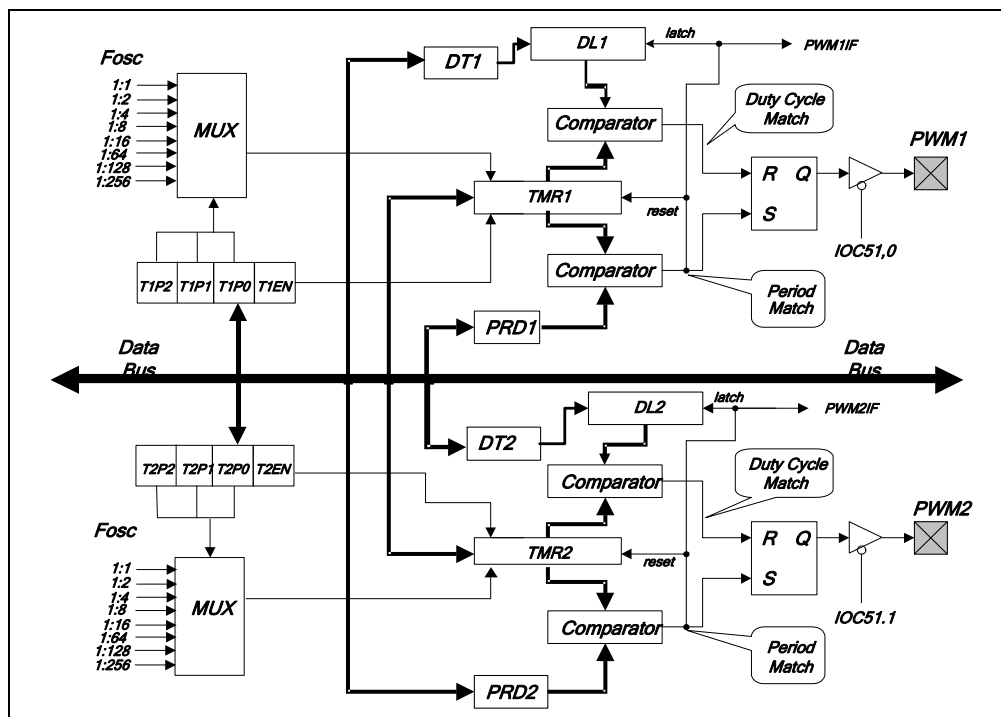 Fosc
1:1
1:2
1:4
1:8
1:16
1:64
1:128
1:256
MUX
T1P2 T1P1 T1P0 T1EN
DT1
DL1
latch
PWM1IF
Comparator
Duty Cycle
Match
PWM1
TMR1
reset
R Q
S
IOC51,0
Comparator
Period
Match
PRD1
Data
Bus
Data
Bus
DT2
DL2
latch
PWM2IF
T2P2 T2P1 T2P0 T2EN
Comparator
Duty Cycle
Match
PWM2
Fosc
1:1
1:2
1:4
1:8
1:16
1:64
1:128
1:256
MUX
TMR2
reset
R Q
S
IOC51.1
Comparator
Period
Match
PRD2